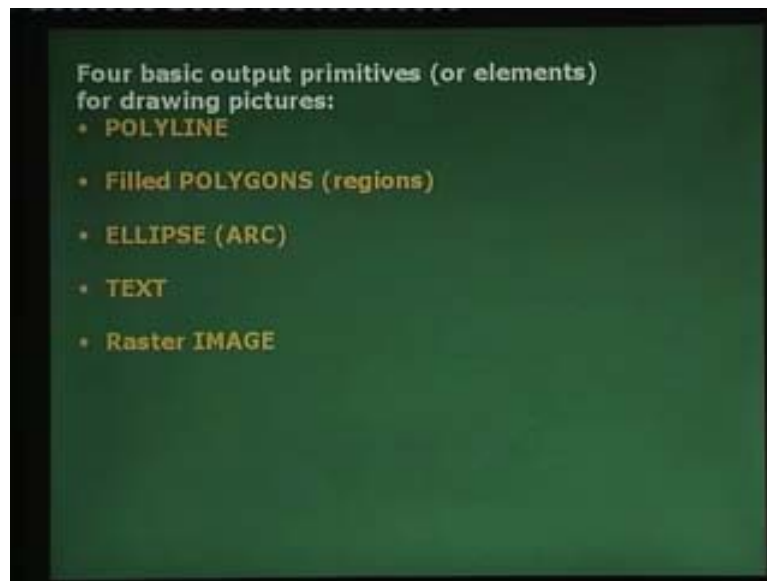 Four basic output primitives (or elements)
for drawing pictures:
• POLYLINE
• Filled POLYGONS (regions)
• ELLIPSE (ARC)
• TEXT
• Raster IMAGE